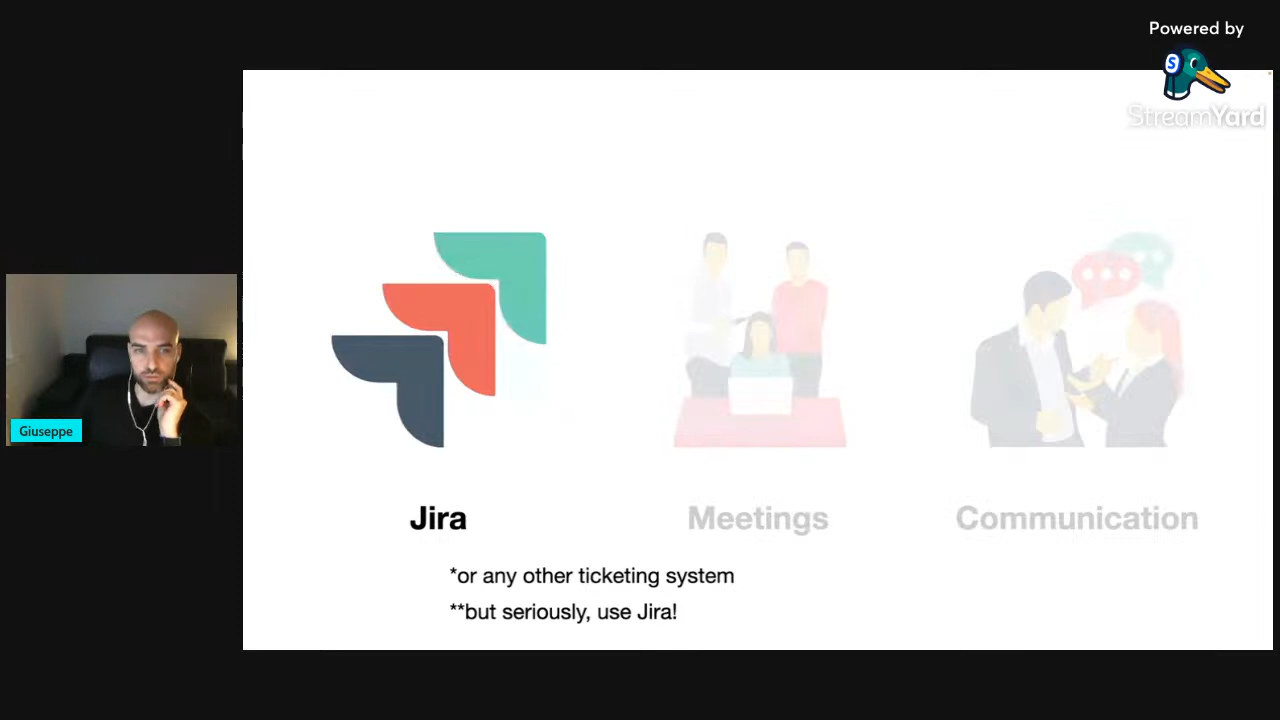 Powered by
S
StreamYard
Giuseppe
Jira
Meetings
Communication
*or any other ticketing system
**but seriously, use Jira!